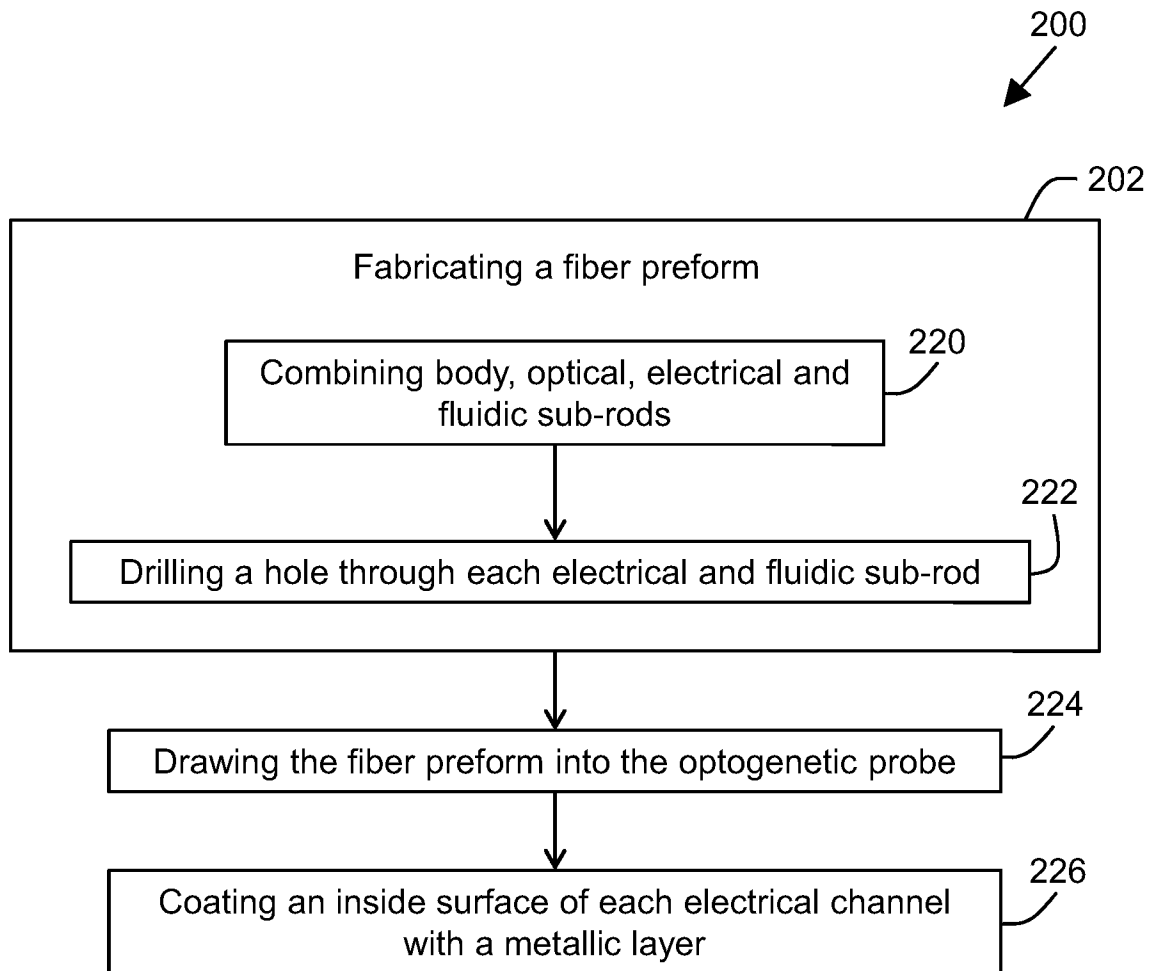 200
202
Fabricating a fiber preform
220
Combining body, optical, electrical and
fluidic sub-rods
222
Drilling a hole through each electrical and fluidic sub-rod
224
Drawing the fiber preform into the optogenetic probe
226
Coating an inside surface of each electrical channel
with a metallic layer